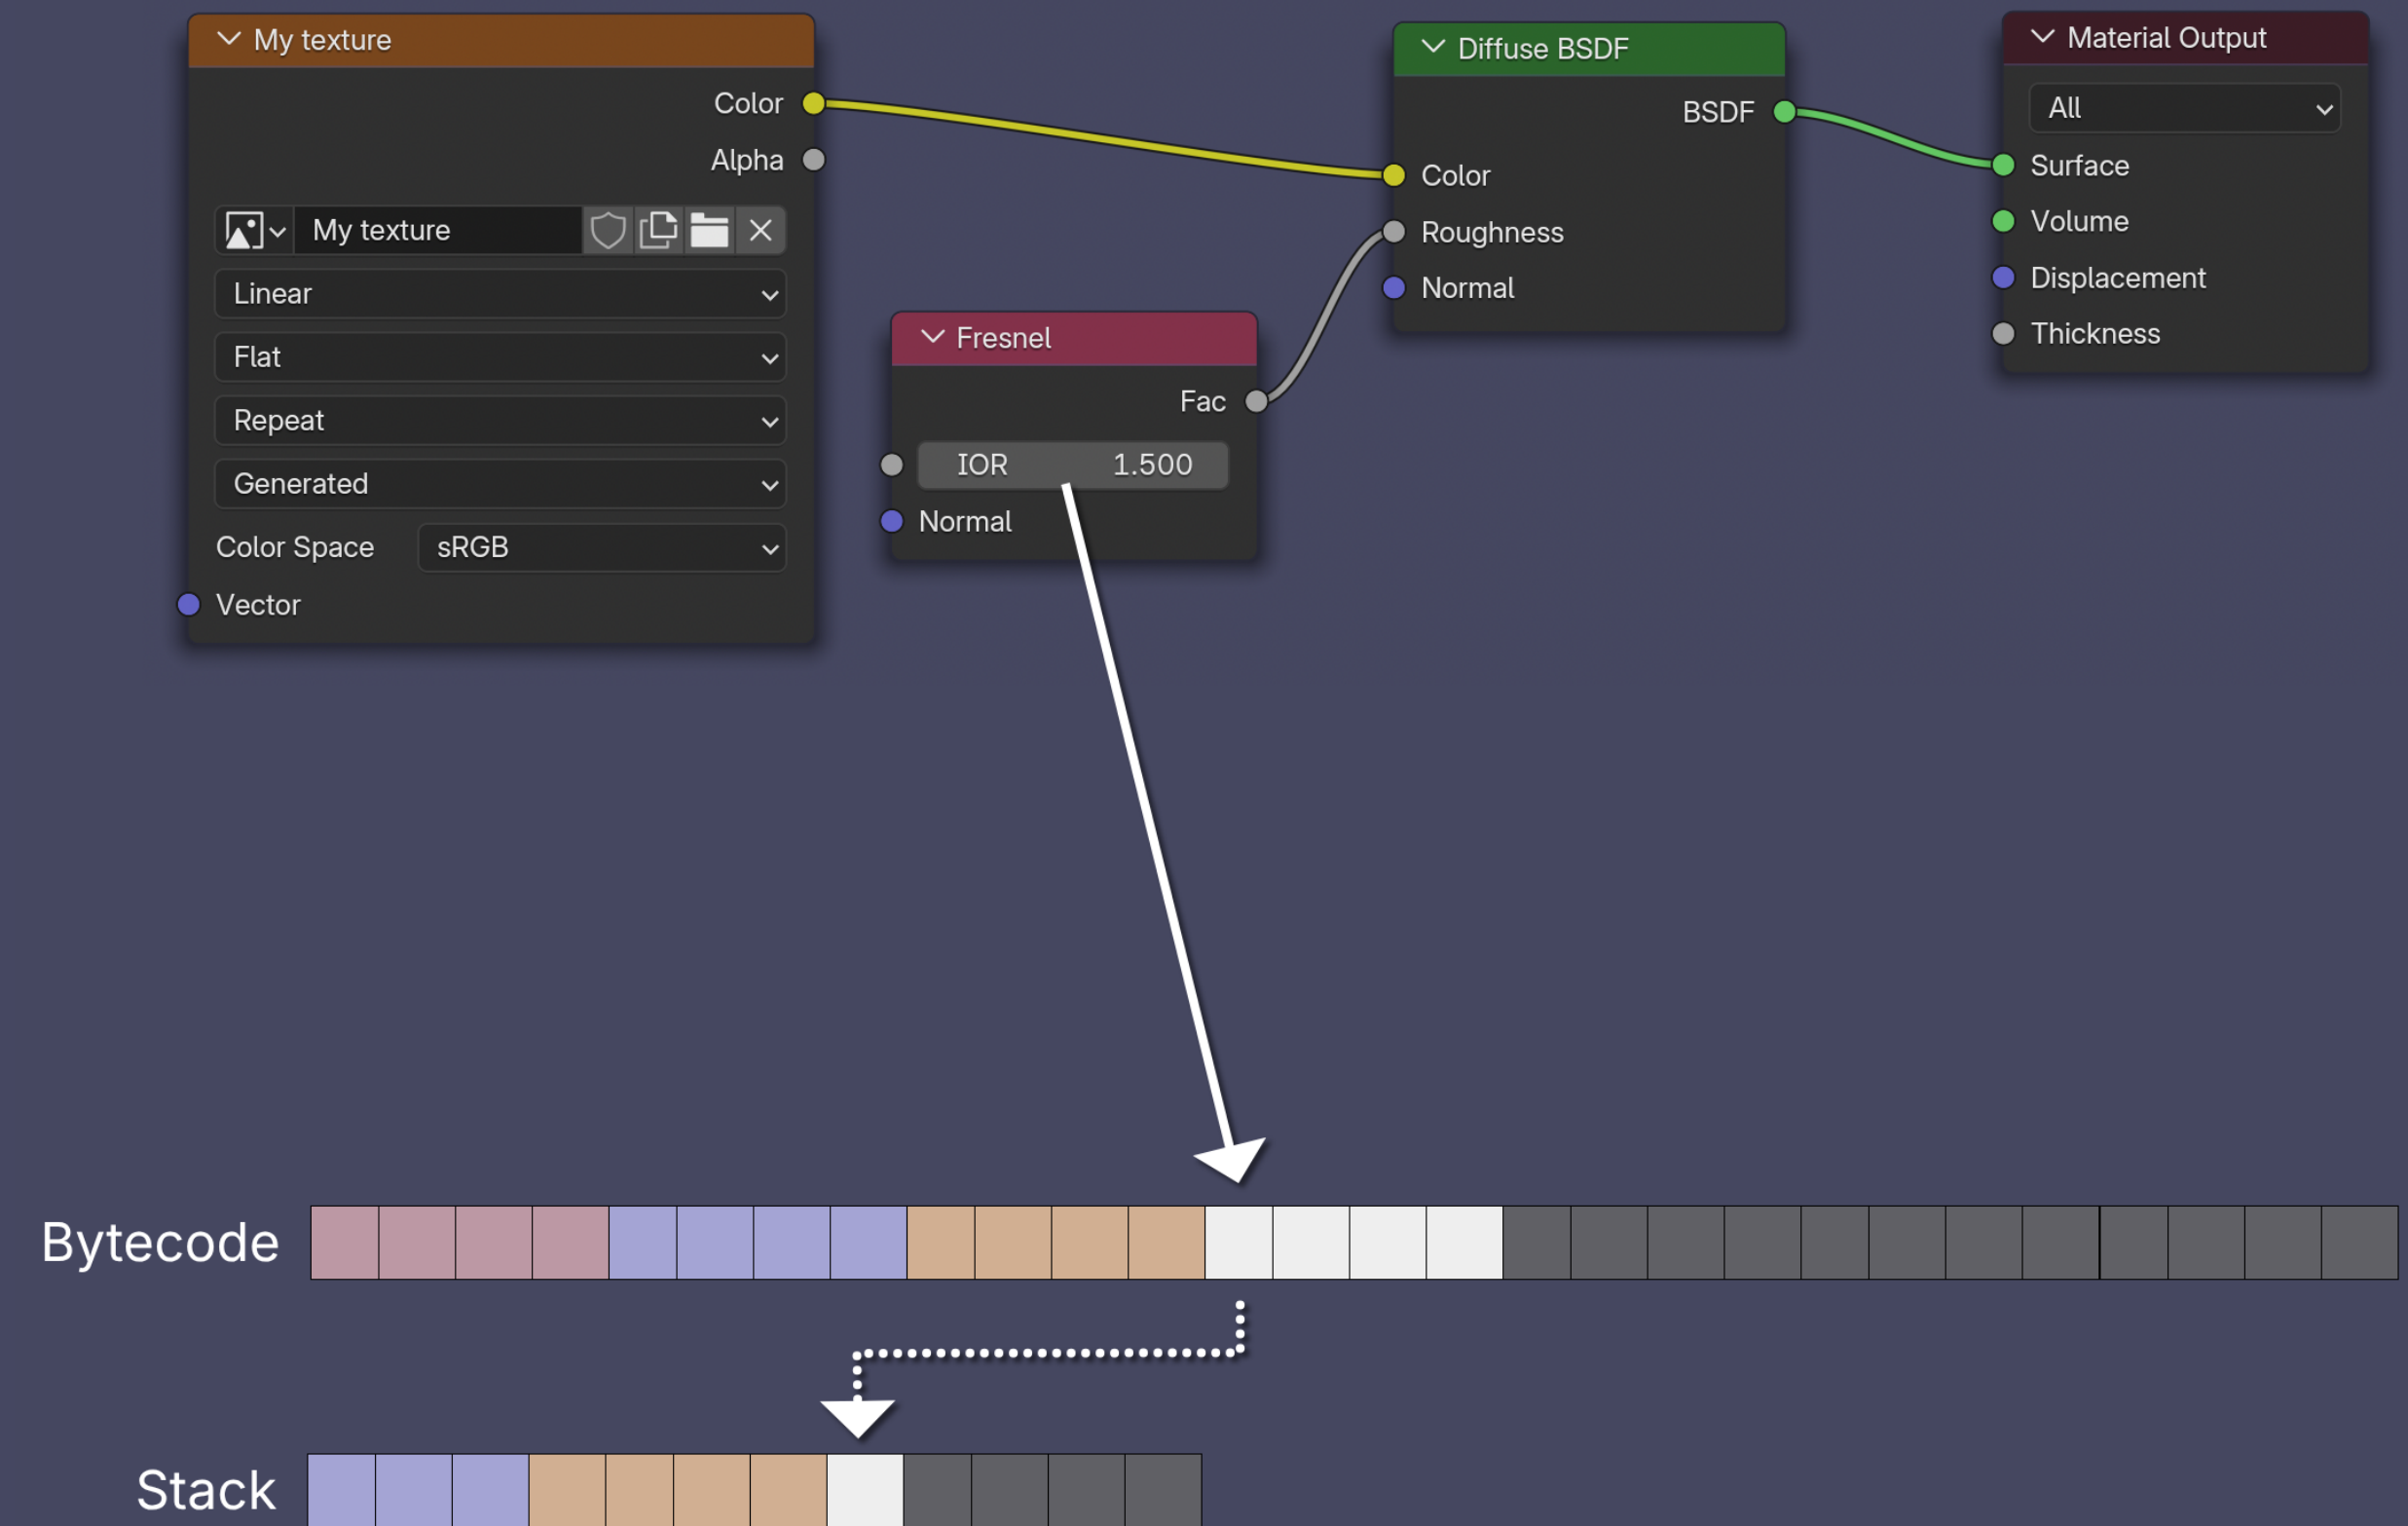 My texture
Color
Alpha
My texture
Linear
Flat
Repeat
Generated
Color Space sRGB
Vector
Fresnel
Fac
IOR 1.500
Normal
Diffuse BSDF
BSDF
Color
Roughness
Normal
Material Output
All
Surface
Volume
Displacement
Thickness
Bytecode
Stack